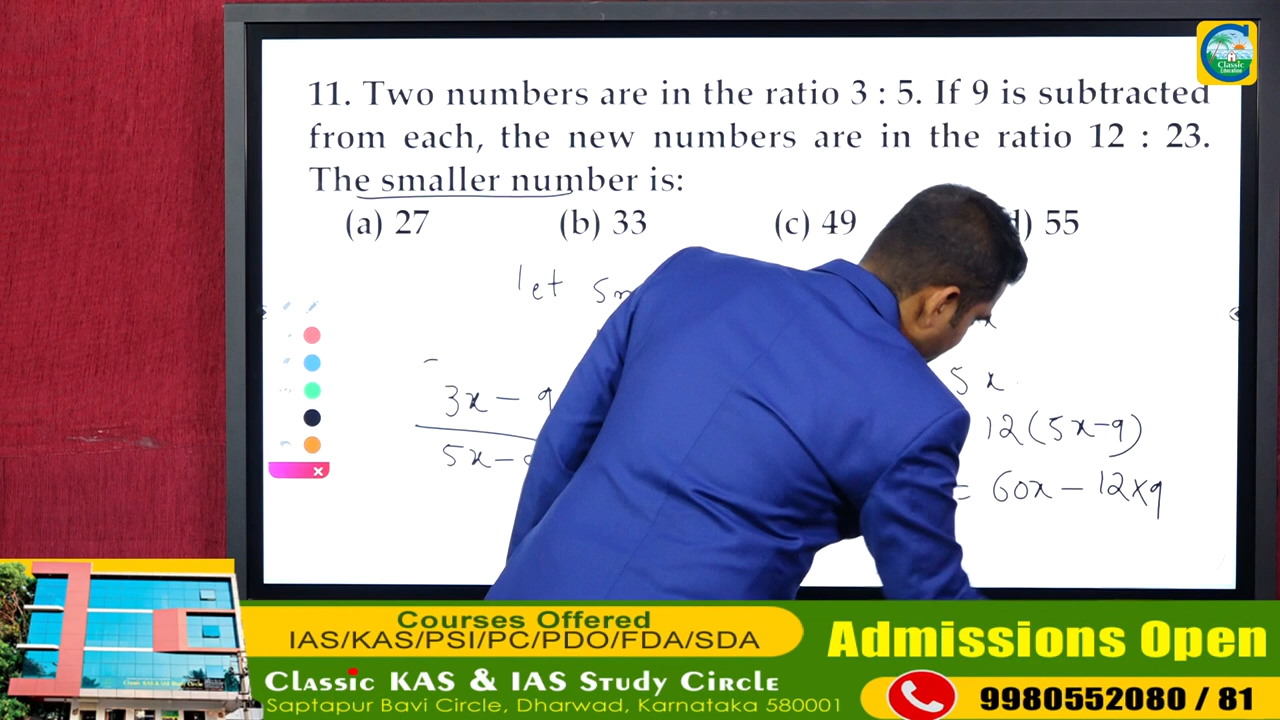 Classic
Education
11. Two numbers are in the ratio 3 : 5. If 9 is subtracted
from each, the new numbers are in the ratio 12 : 23.
The smaller number is:
(a) 27 (b) 33 (c) 49 d) 55
let
x
3x - 9
5x -
5x
12(5x-9)
= 60x - 12x9
Courses Offered
IAS/KAS/PSI/PC/PDO/FDA/SDA
Classic KAS & IAS Study Circle
Saptapur Bavi Circle, Dharwad, Karnataka 580001
Admissions Open
9980552080 / 81